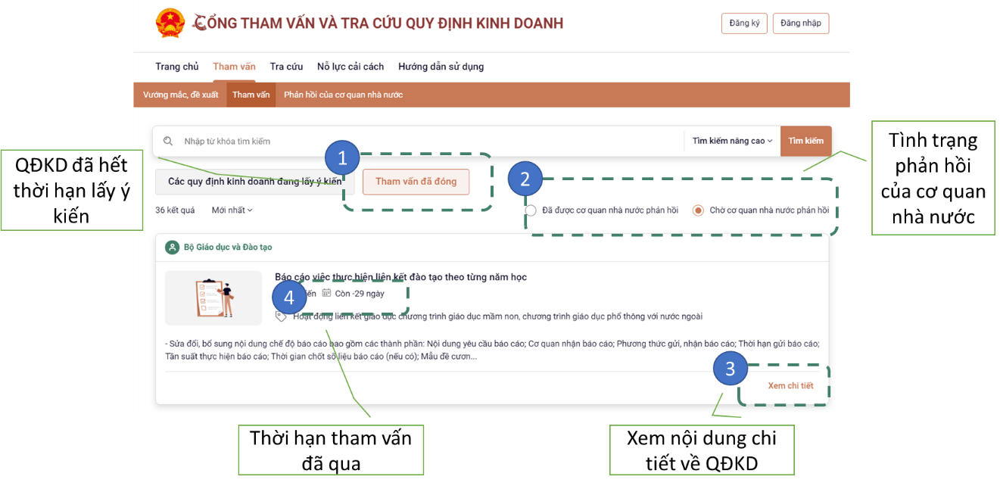 CỔNG THAM VẤN VÀ TRA CỨU QUY ĐỊNH KINH DOANH
Đăng ký
Đăng nhập
Trang chủ
Tham vấn
Tra cứu
Nỗ lực cải cách
Hướng dẫn sử dụng
Vướng mắc, đề xuất
Tham vấn
Phản hồi của cơ quan nhà nước
Nhập từ khóa tìm kiếm
Tìm kiếm nâng cao
Tìm kiếm
QĐKD đã hết
thời hạn lấy ý
kiến
1
Các quy định kinh doanh đang lấy ý kiến
Tham vấn đã đóng
2
Tình trạng
phản hồi
của cơ quan
nhà nước
36 kết quả
Mới nhất
Đã được cơ quan nhà nước phản hồi
Chờ cơ quan nhà nước phản hồi
Bộ Giáo dục và Đào tạo
Báo cáo việc thực hiện liên kết đào tạo theo từng năm học
4
Còn -29 ngày
Hoạt động liên kết giáo dục chương trình giáo dục mầm non, chương trình giáo dục phổ thông với nước ngoài
- Sửa đổi, bổ sung nội dung chế độ báo cáo bao gồm các thành phần: Nội dung yêu cầu báo cáo; Cơ quan nhận báo cáo; Phương thức gửi, nhận báo cáo; Thời hạn gửi báo cáo;
Tần suất thực hiện báo cáo; Thời gian chốt số liệu báo cáo (nếu có); Mẫu đề cươn...
3
Xem chi tiết
Thời hạn tham vấn
đã qua
Xem nội dung chi
tiết về QĐKD